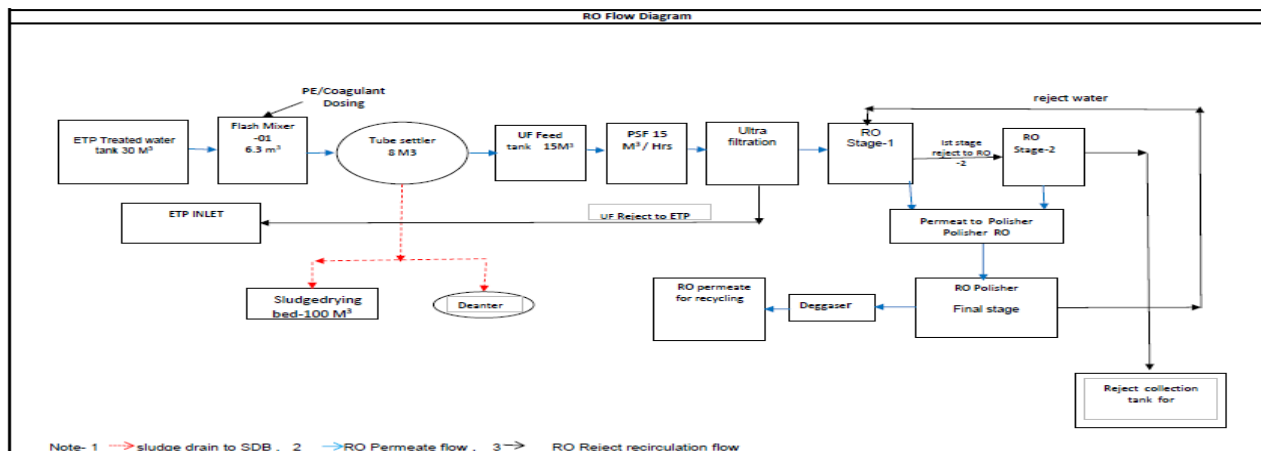 RO Flow Diagram
PE/Coagulant
Dosing
reject water
ETP Treated water
tank 30 M³
Flash Mixer
-01
6.3 m³
Tube settler
8 M3
UF Feed
tank 15M³
PSF 15
M³ / Hrs
Ultra
filtration
RO
Stage-1
Ist stage
reject to RO
-2
RO
Stage-2
ETP INLET
UF Reject to ETP
Permeat to Polisher
Polisher RO
Sludgedrying
bed-100 M³
Deanter
RO permeate
for recycling
Deggaser
RO Polisher
Final stage
Reject collection
tank for
Note- 1 sludge drain to SDB , 2 RO Permeate flow , 3 RO Reject recirculation flow